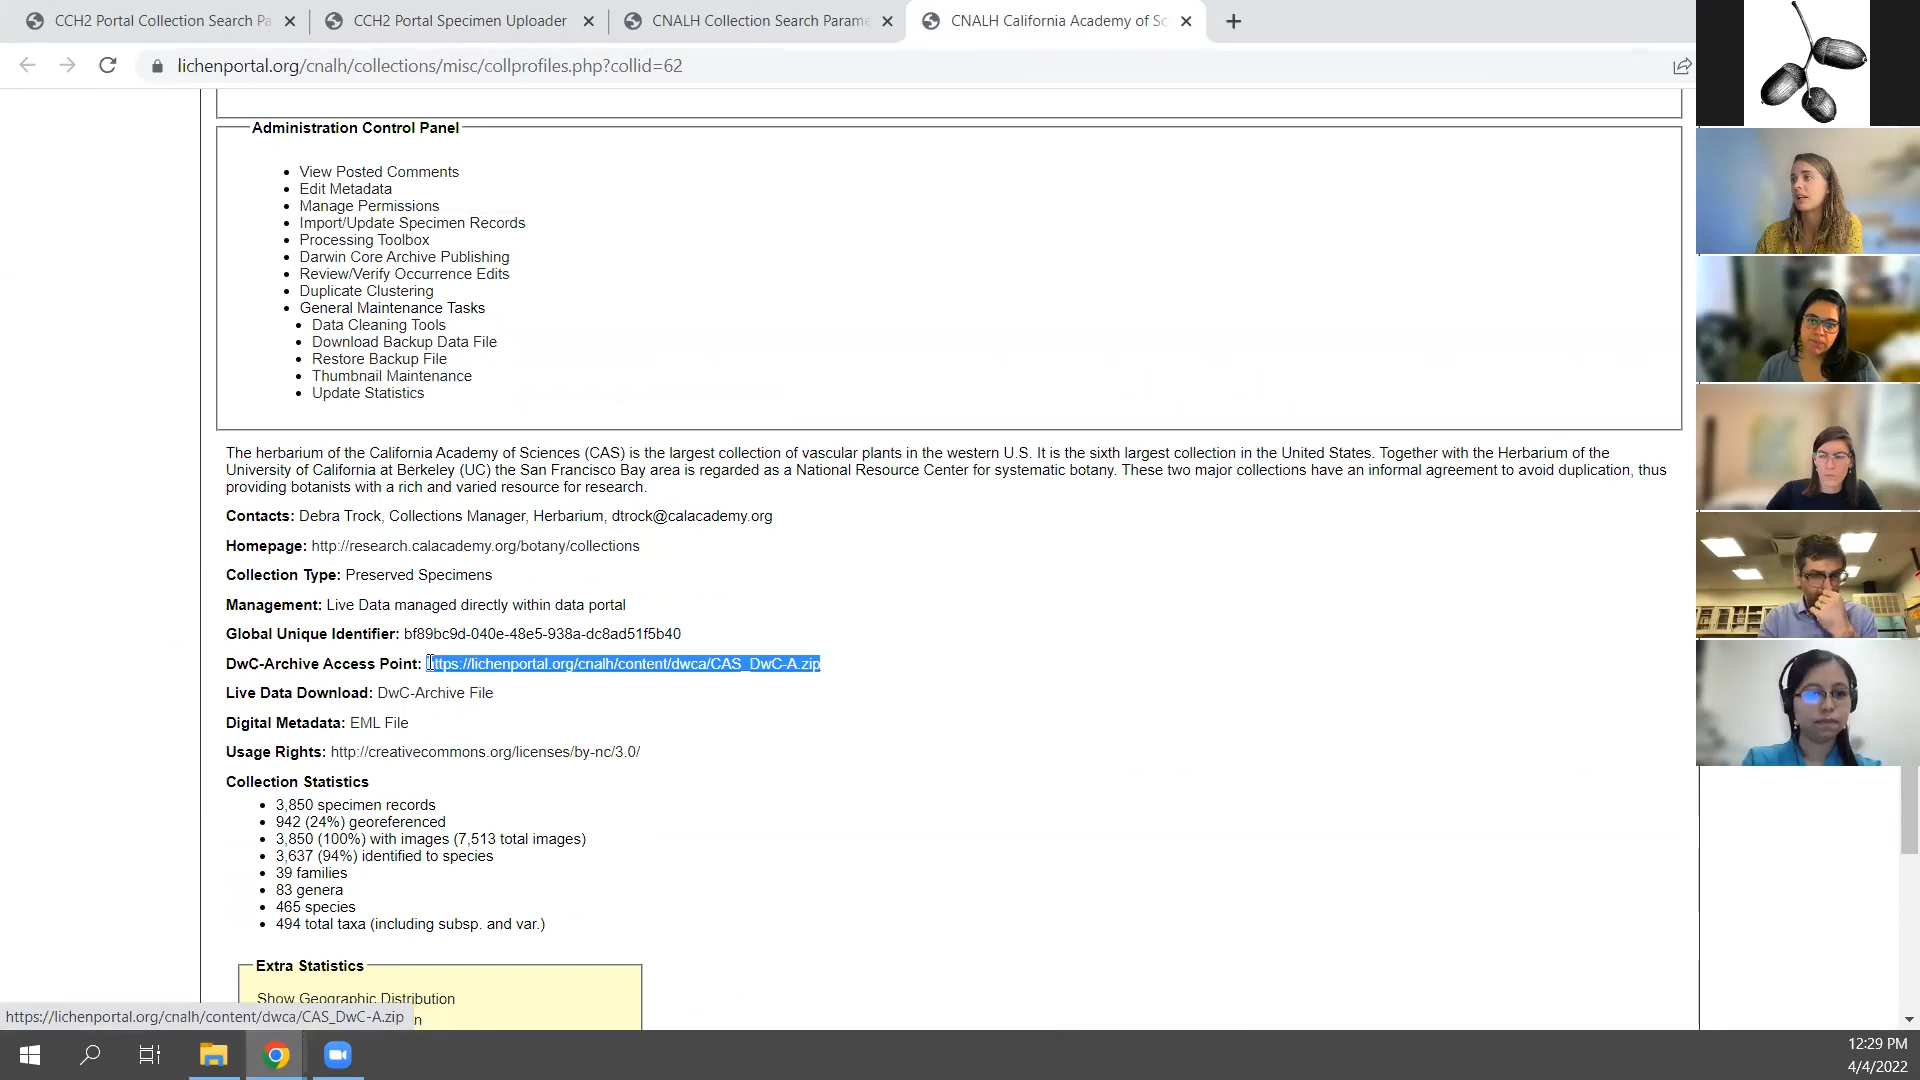 CCH2 Portal Collection Search Pa
CCH2 Portal Specimen Uploader
CNALH Collection Search Parame
CNALH California Academy of Sc
lichenportal.org/cnalh/collections/misc/collprofiles.php?collid=62
Administration Control Panel
View Posted Comments
Edit Metadata
Manage Permissions
Import/Update Specimen Records
Processing Toolbox
Darwin Core Archive Publishing
Review/Verify Occurrence Edits
Duplicate Clustering
General Maintenance Tasks
Data Cleaning Tools
Download Backup Data File
Restore Backup File
Thumbnail Maintenance
Update Statistics
The herbarium of the California Academy of Sciences (CAS) is the largest collection of vascular plants in the western U.S. It is the sixth largest collection in the United States. Together with the Herbarium of the
University of California at Berkeley (UC) the San Francisco Bay area is regarded as a National Resource Center for systematic botany. These two major collections have an informal agreement to avoid duplication, thus
providing botanists with a rich and varied resource for research.
Contacts: Debra Trock, Collections Manager, Herbarium, dtrock@calacademy.org
Homepage: http://research.calacademy.org/botany/collections
Collection Type: Preserved Specimens
Management: Live Data managed directly within data portal
Global Unique Identifier: bf89bc9d-040e-48e5-938a-dc8ad51f5b40
DwC-Archive Access Point: https://lichenportal.org/cnalh/content/dwca/CAS_DwC-A.zip
Live Data Download: DwC-Archive File
Digital Metadata: EML File
Usage Rights: http://creativecommons.org/licenses/by-nc/3.0/
Collection Statistics
3,850 specimen records
942 (24%) georeferenced
3,850 (100%) with images (7,513 total images)
3,637 (94%) identified to species
39 families
83 genera
465 species
494 total taxa (including subsp. and var.)
Extra Statistics
Show Geographic Distribution
n
https://lichenportal.org/cnalh/content/dwca/CAS_DwC-A.zip
12:29 PM
4/4/2022